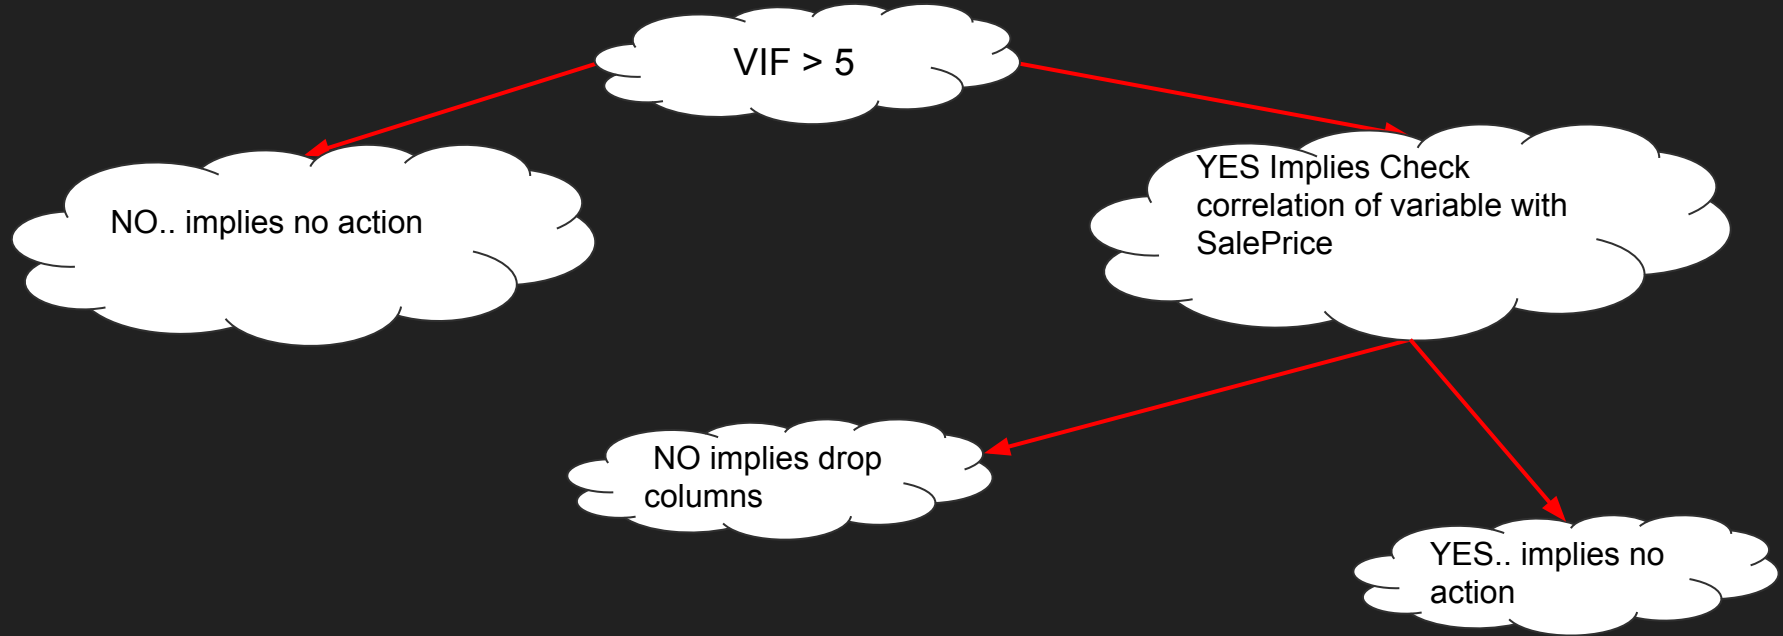 VIF > 5
NO.. implies no action
YES Implies Check
correlation of variable with
SalePrice
NO implies drop
columns
YES.. implies no
action